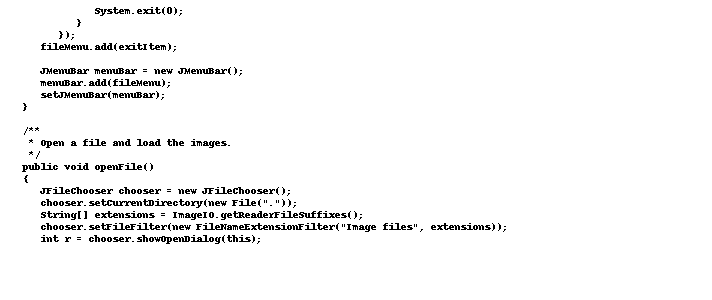 System.exit(0);
         }
      });
   fileMenu.add(exitItem);

   JMenuBar menuBar = new JMenuBar();
   menuBar.add(fileMenu);
   setJMenuBar(menuBar);
}

/**
 * Open a file and load the images.
 */
public void openFile()
{
   JFileChooser chooser = new JFileChooser();
   chooser.setCurrentDirectory(new File("."));
   String[] extensions = ImageIO.getReaderFileSuffixes();
   chooser.setFileFilter(new FileNameExtensionFilter("Image files", extensions));
   int r = chooser.showOpenDialog(this);